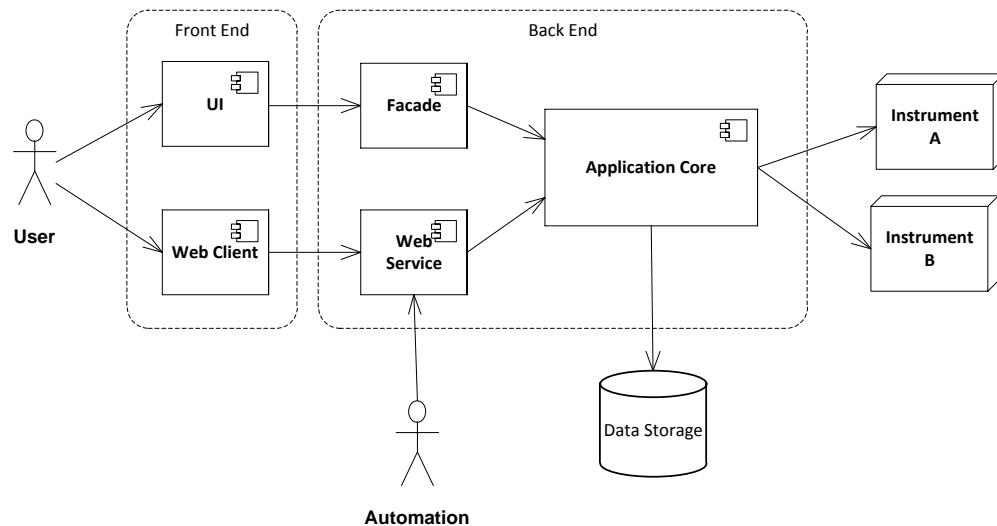 Front End
Back End
UI
Facade
Application Core
Instrument
A
User
Web Client
Web
Service
Instrument
B
Data Storage
Automation